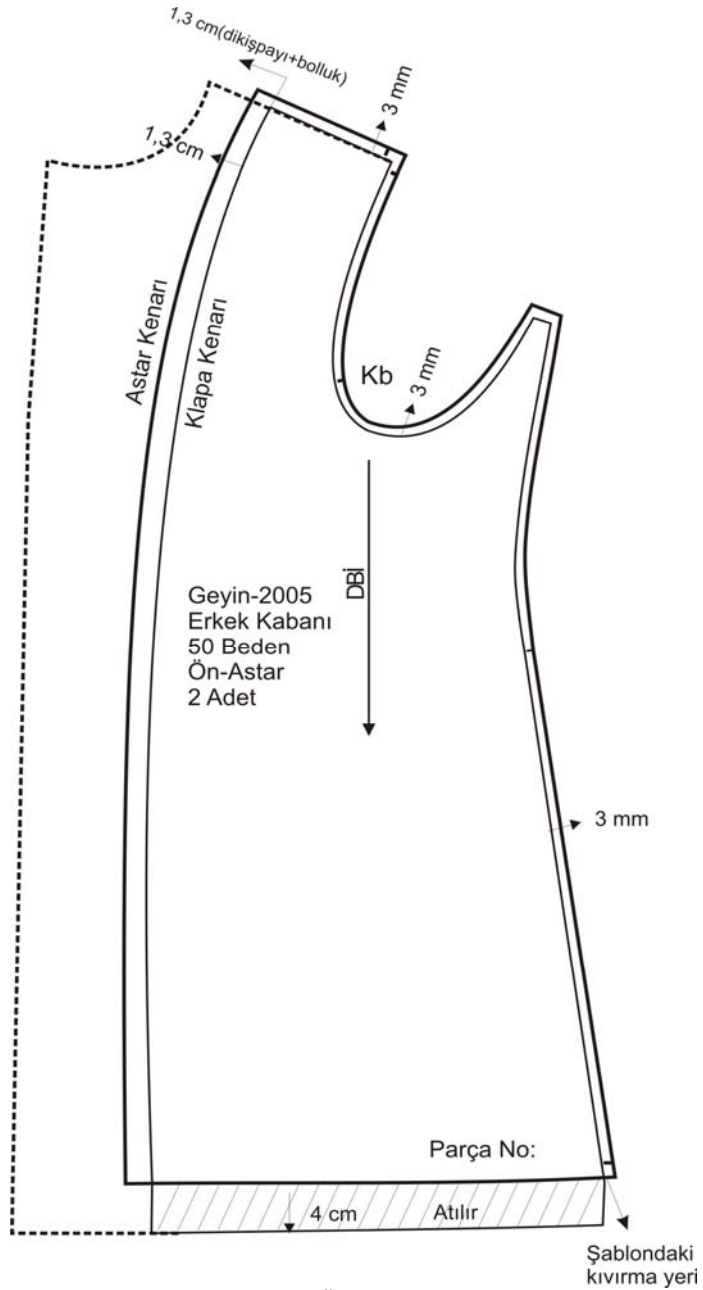 1,3 cm(dikişpayı+bolluk)
3 mm
1,3 cm
Astar Kenarı
Klapa Kenarı
Kb
3 mm
DBİ
Geyin-2005
Erkek Kabanı
50 Beden
Ön-Astar
2 Adet
3 mm
Parça No:
4 cm
Atılır
Şablondaki
kıvırma yeri